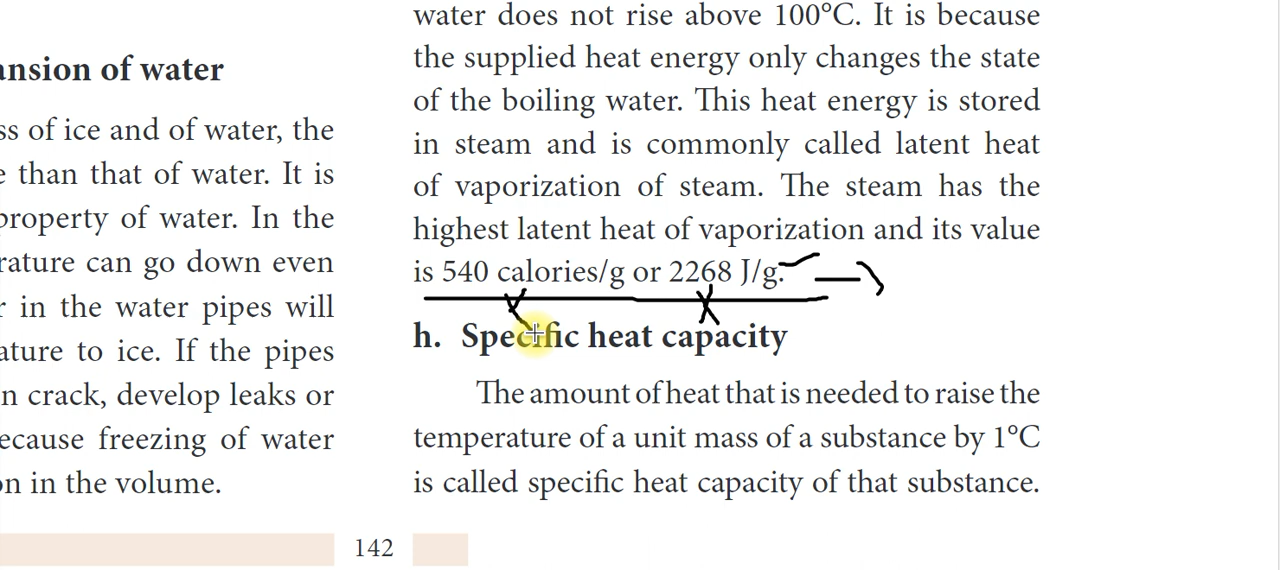 ansion of water
ss of ice and of water, the
e than that of water. It is
property of water. In the
rature can go down even
r in the water pipes will
ature to ice. If the pipes
n crack, develop leaks or
ecause freezing of water
on in the volume.
water does not rise above 100°C. It is because
the supplied heat energy only changes the state
of the boiling water. This heat energy is stored
in steam and is commonly called latent heat
of vaporization of steam. The steam has the
highest latent heat of vaporization and its value
is 540 calories/g or 2268 J/g.
h. Specific heat capacity
The amount of heat that is needed to raise the
temperature of a unit mass of a substance by 1°C
is called specific heat capacity of that substance.
142